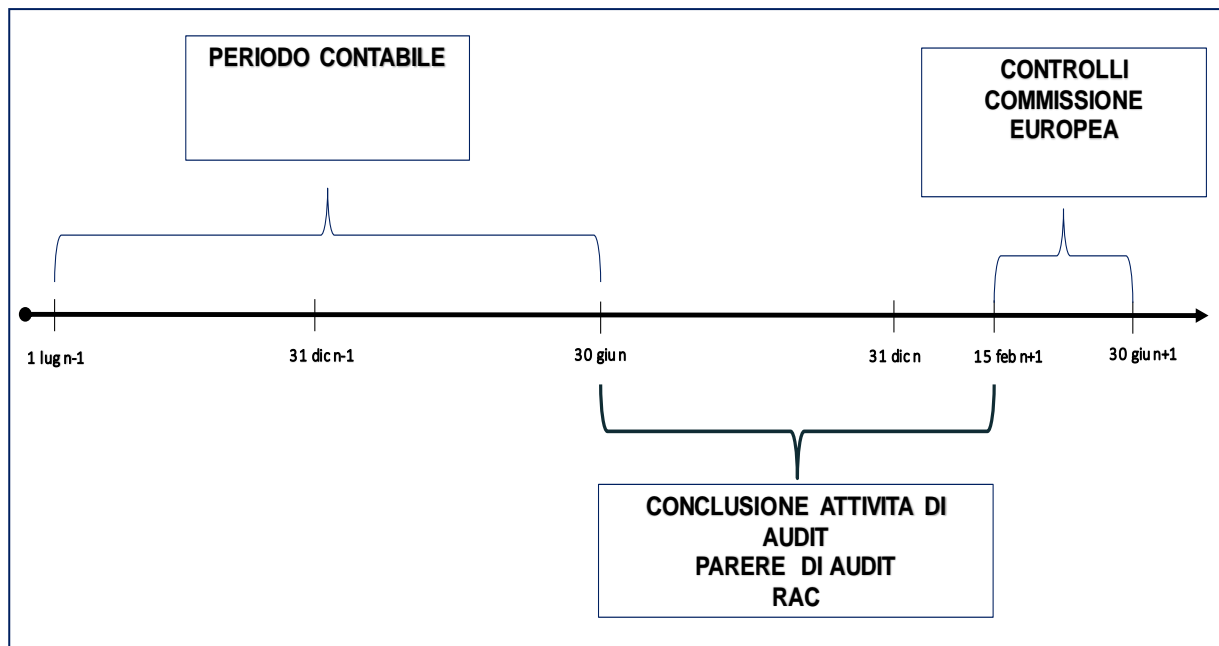 PERIODO CONTABILE
CONTROLLI
COMMISSIONE
EUROPEA
1 lug n-1
31 dic n-1
30 giu n
31 dic n
15 feb n+1
30 giu n+1
CONCLUSIONE ATTIVITA DI
AUDIT
PARERE DI AUDIT
RAC